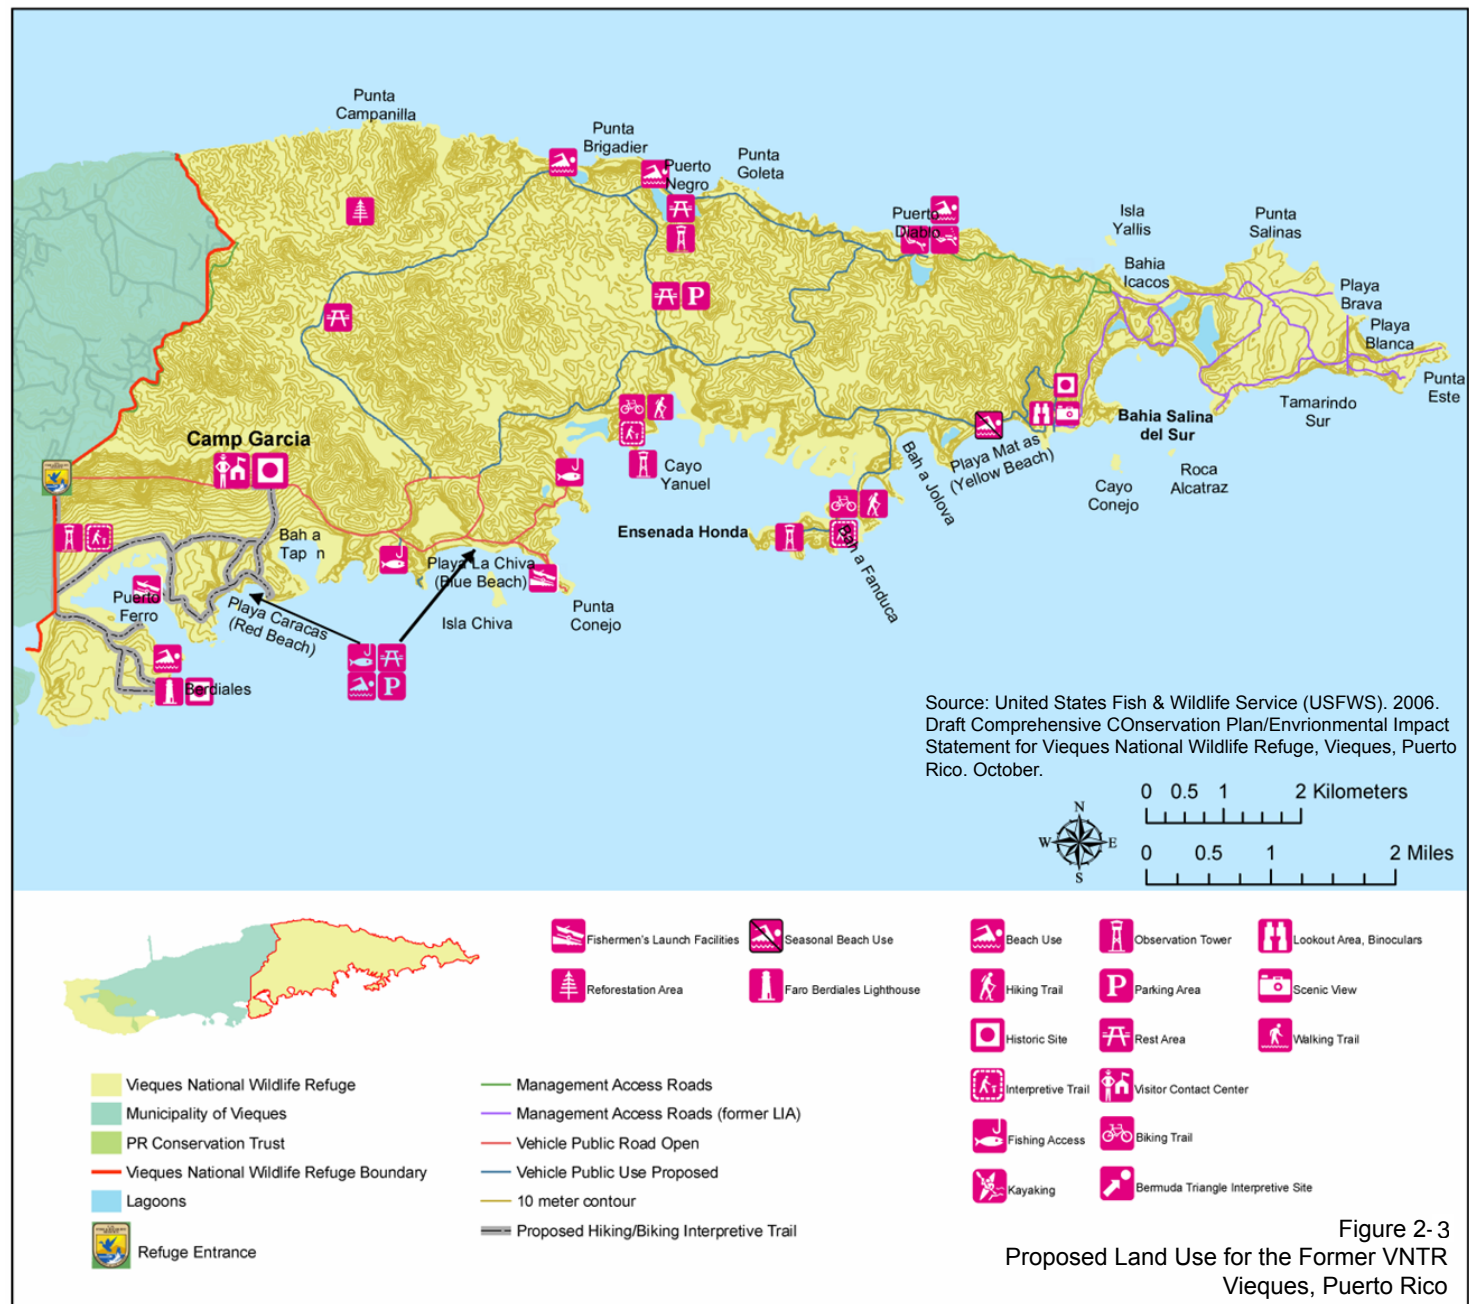 Punta
Campanilla
Punta
Brigadier
Puerto
Negro
Punta
Goleta
Puerto
Diablo
Isla
Yallis
Punta
Salinas
Bahia
Icacos
Playa
Brava
Playa
Blanca
Punta
Este
Tamarindo
Sur
Bahia Salina
del Sur
Roca
Alcatraz
Cayo
Conejo
Playa Mat as
(Yellow Beach)
Bah a Jolova
Bah a Fanduca
Ensenada Honda
Cayo
Yanuel
P
Camp Garcia
Bah a
Tap n
Playa La Chiva
(Blue Beach)
Isla Chiva
Punta
Conejo
Puerto
Ferro
Playa Caracas
(Red Beach)
P
Berdiales
Source: United States Fish & Wildlife Service (USFWS). 2006.
Draft Comprehensive COnservation Plan/Envrionmental Impact
Statement for Vieques National Wildlife Refuge, Vieques, Puerto
Rico. October.
N
W E
S
0 0.5 1 2 Kilometers
0 0.5 1 2 Miles
Fishermen's Launch Facilities
Seasonal Beach Use
Beach Use
Observation Tower
Lookout Area, Binoculars
Reforestation Area
Faro Berdiales Lighthouse
Hiking Trail
P Parking Area
Scenic View
Historic Site
Rest Area
Walking Trail
Interpretive Trail
Visitor Contact Center
Fishing Access
Biking Trail
Kayaking
Bermuda Triangle Interpretive Site
Vieques National Wildlife Refuge
Municipality of Vieques
PR Conservation Trust
Vieques National Wildlife Refuge Boundary
Lagoons
Refuge Entrance
Management Access Roads
Management Access Roads (former LIA)
Vehicle Public Road Open
Vehicle Public Use Proposed
10 meter contour
Proposed Hiking/Biking Interpretive Trail
Figure 2-3
Proposed Land Use for the Former VNTR
Vieques, Puerto Rico